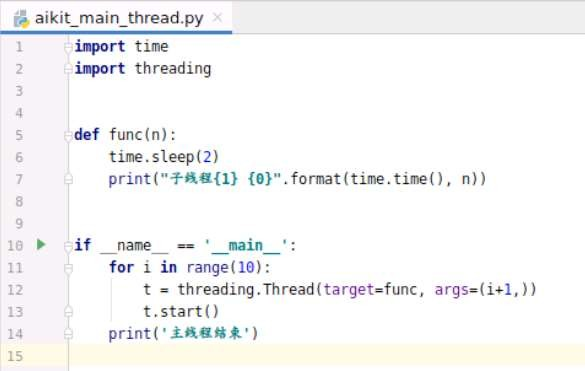 aikit_main_thread.py
1 import time
2 import threading
3
4
5 def func(n):
6     time.sleep(2)
7     print("子线程{1} {0}".format(time.time(), n))
8
9
10 if __name__ == '__main__':
11     for i in range(10):
12         t = threading.Thread(target=func, args=(i+1,))
13         t.start()
14     print('主线程结束')
15